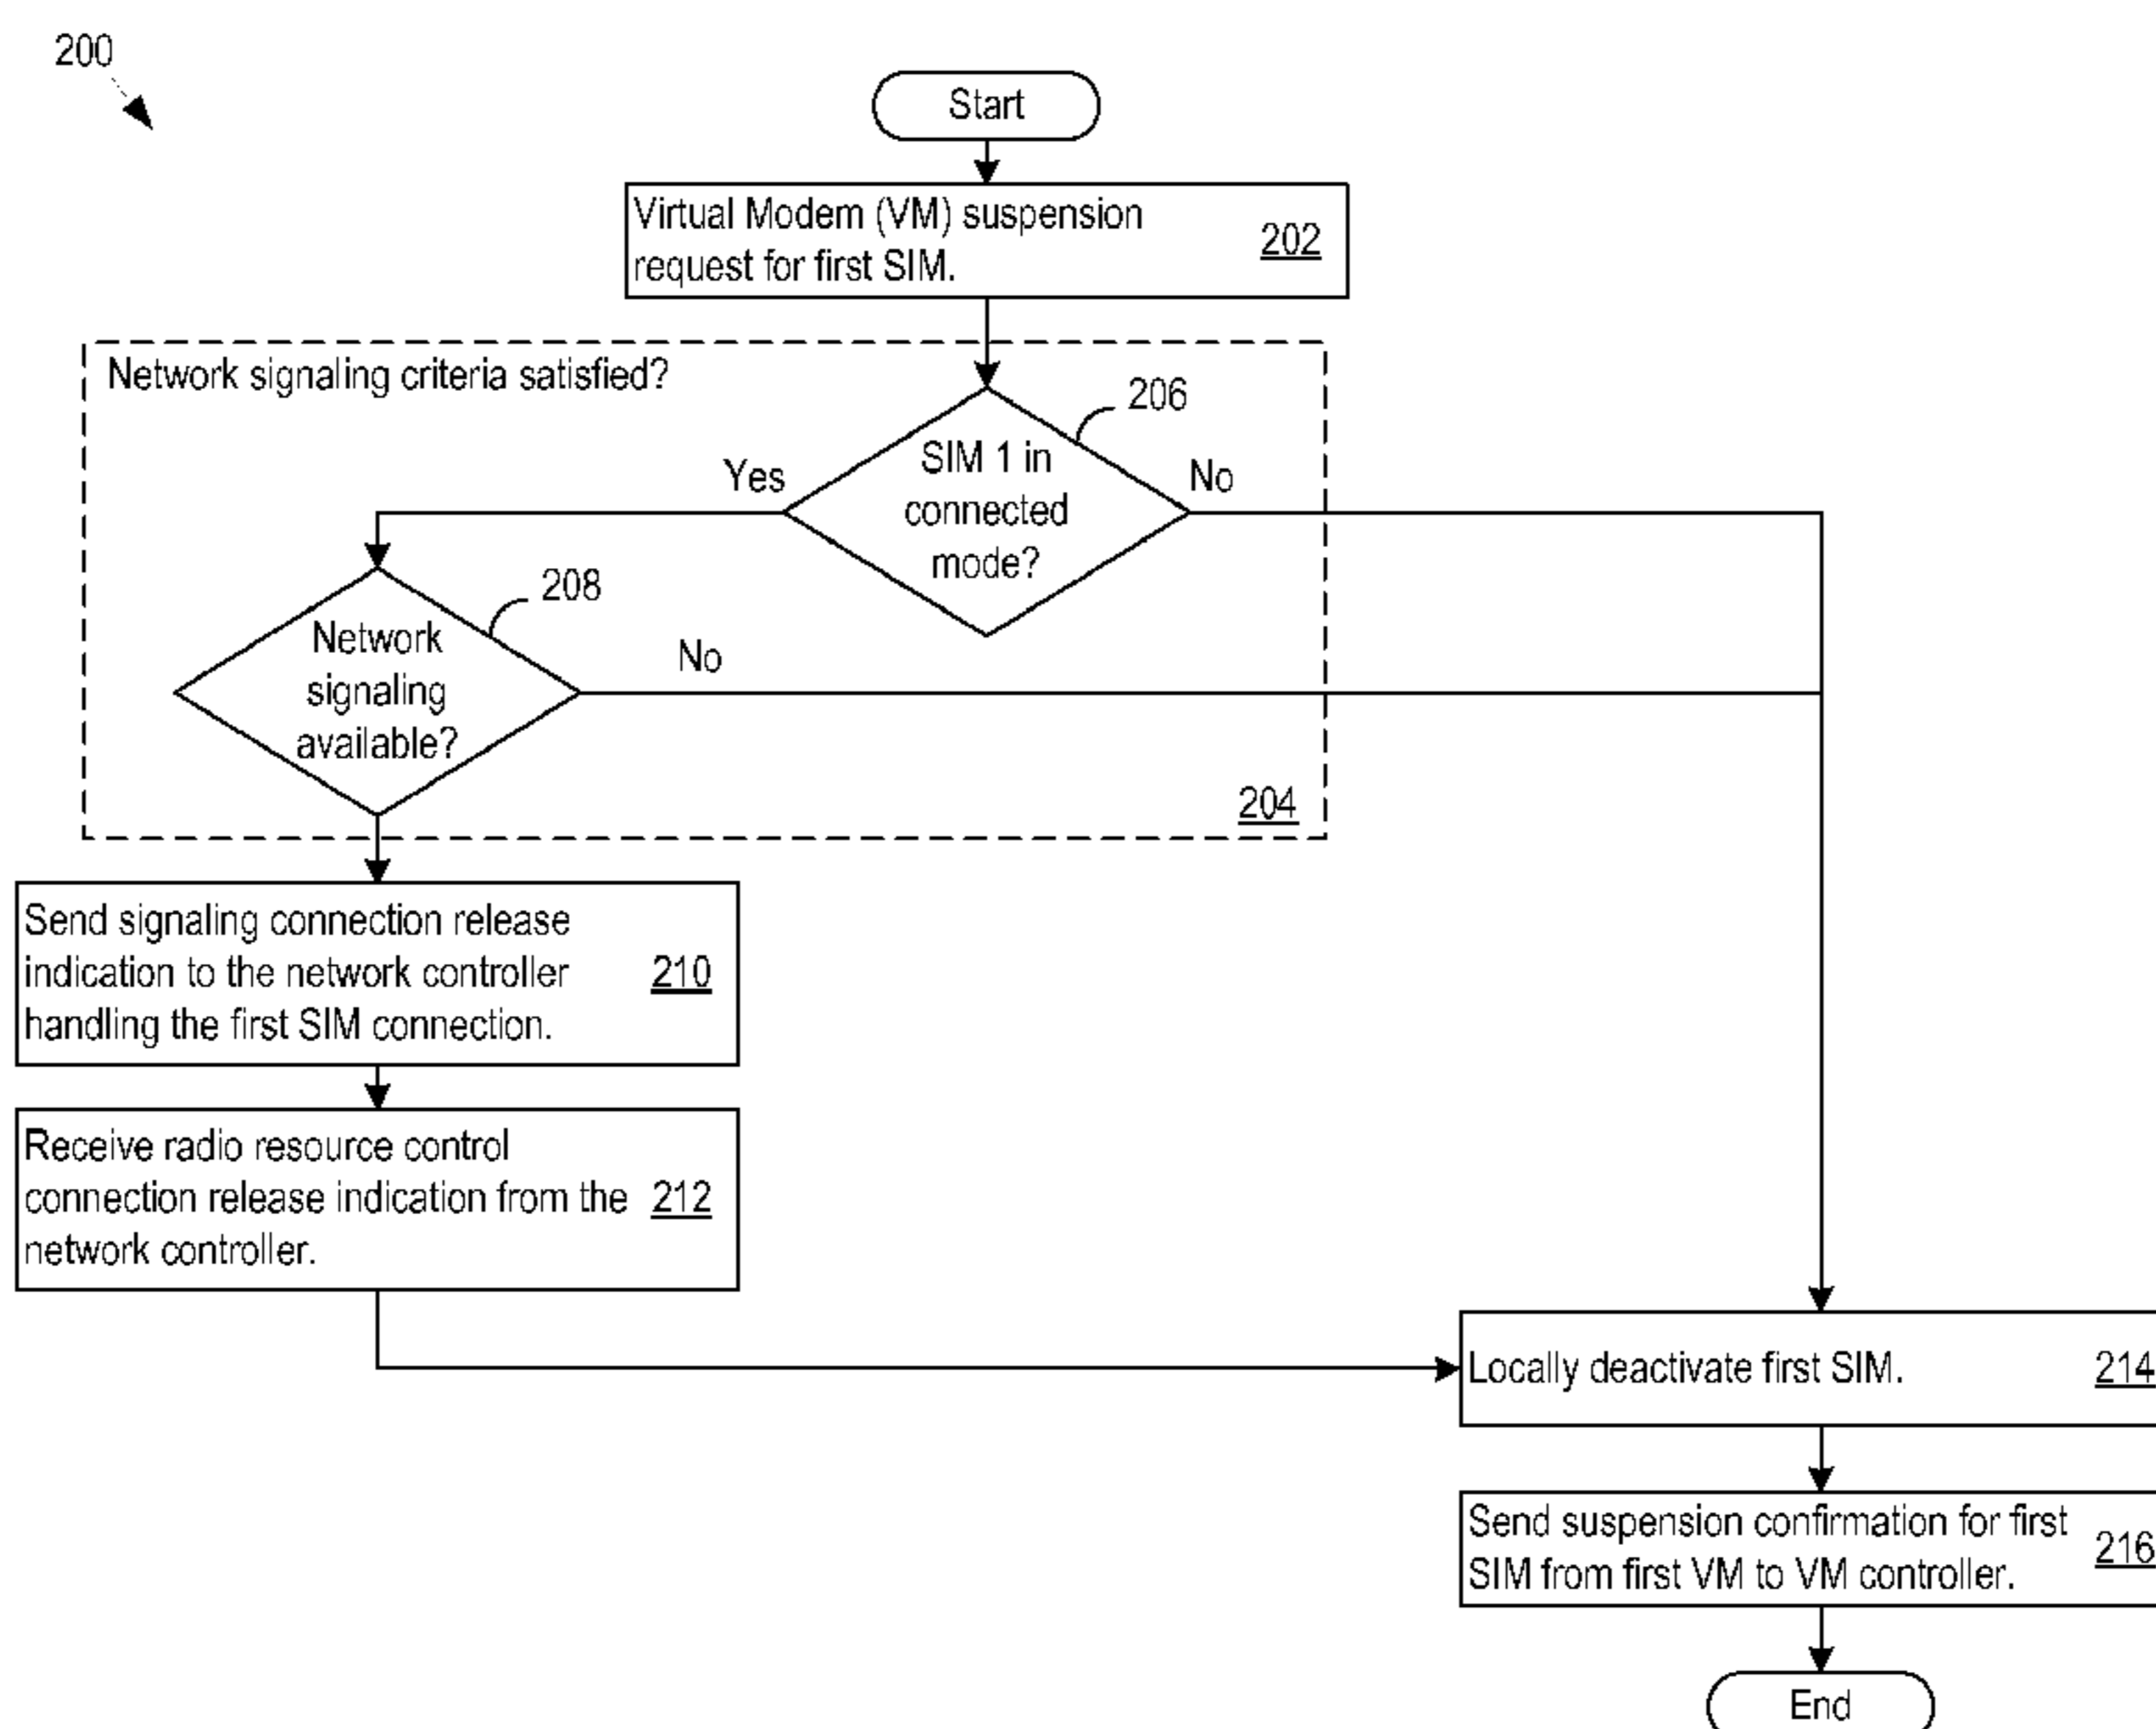 200
Start
Virtual Modem (VM) suspension
request for first SIM.
202
Network signaling criteria satisfied?
206
SIM 1 in
connected
mode?
Yes
No
208
Network
signaling
available?
No
204
Send signaling connection release
indication to the network controller
handling the first SIM connection.
210
Receive radio resource control
connection release indication from the
network controller.
212
Locally deactivate first SIM.
214
Send suspension confirmation for first
SIM from first VM to VM controller.
216
End